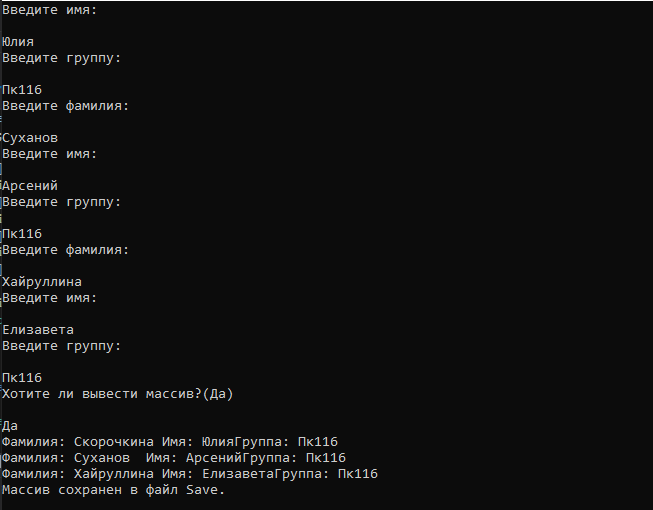 Введите имя:
Юлия
Введите группу:
Пк116
Введите фамилия:
Суханов
Введите имя:
Арсений
Введите группу:
Пк116
Введите фамилия:
Хайруллина
Введите имя:
Елизавета
Введите группу:
Пк116
Хотите ли вывести массив?(Да)
Да
Фамилия: Скорочкина Имя: ЮлияГруппа: Пк116
Фамилия: Суханов  Имя: АрсенийГруппа: Пк116
Фамилия: Хайруллина Имя: ЕлизаветаГруппа: Пк116
Массив сохранен в файл Save.